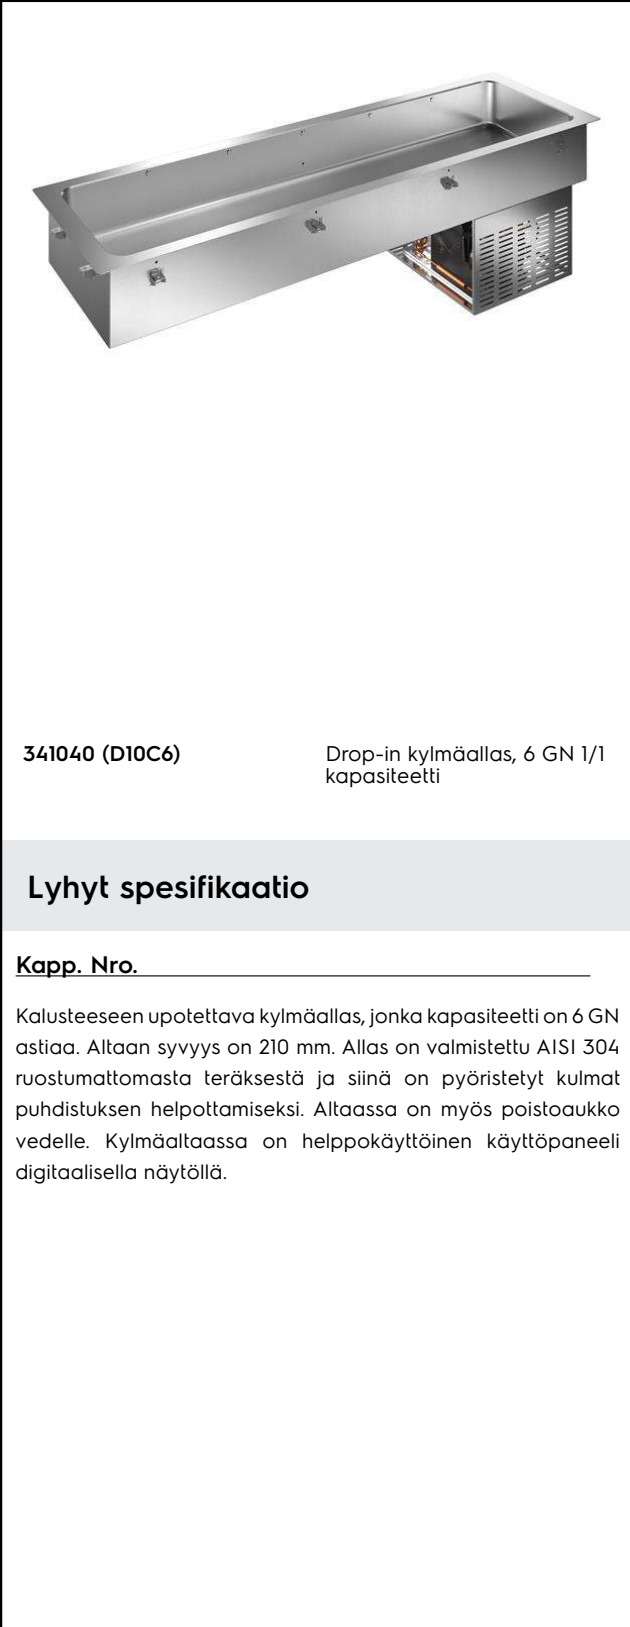 341040 (D10C6)
Drop-in kylmäallas, 6 GN 1/1
kapasiteetti
Lyhyt spesifikaatio
Kapp. Nro.
Kalusteeseen upotettava kylmäallas, jonka kapasiteetti on 6 GN
astiaa. Altaan syvyys on 210 mm. Allas on valmistettu AISI 304
ruostumattomasta teräksestä ja siinä on pyöristetyt kulmat
puhdistuksen helpottamiseksi. Altaassa on myös poistoaukko
vedelle. Kylmäaltaassa on helppokäyttöinen käyttöpaneeli
digitaalisella näytöllä.